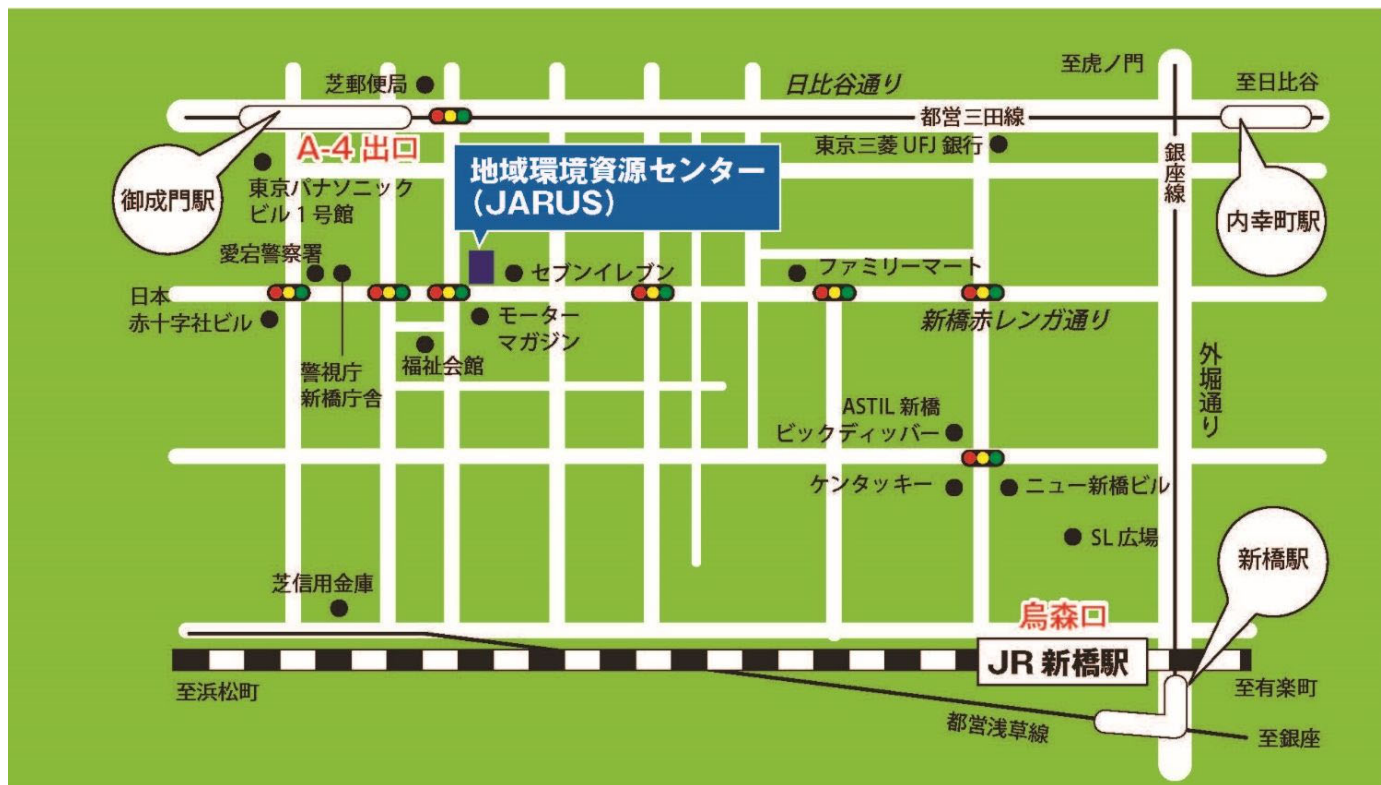 至虎ノ門
芝郵便局
日比谷通り
至日比谷
都営三田線
A-4 出口
東京三菱 UFJ 銀行
銀座線
地域環境資源センター
(JARUS)
御成門駅
東京パナソニック
ビル 1 号館
内幸町駅
愛宕警察署
セブンイレブン
ファミリーマート
日本
赤十字社ビル
モーター
マガジン
新橋赤レンガ通り
福祉会館
警視庁
新橋庁舎
外堀通り
ASTIL 新橋
ビックディッパー
ケンタッキー
ニュー新橋ビル
SL 広場
新橋駅
芝信用金庫
烏森口
JR 新橋駅
至浜松町
至有楽町
都営浅草線
至銀座